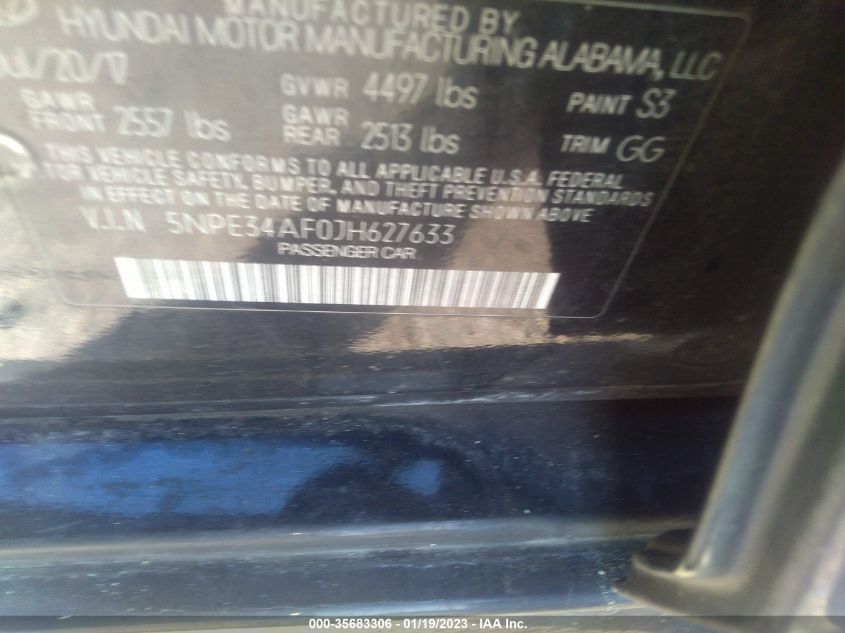 MANUFACTURED BY
HYUNDAI MOTOR MANUFACTURING ALABAMA, LLC
/20/17 GVWR 4497 lbs PAINT S3
GAWR FRONT 2557 lbs GAWR REAR 2513 lbs TRIM GG
THIS VEHICLE CONFORMS TO ALL APPLICABLE U.S.A. FEDERAL
MOTOR VEHICLE SAFETY, BUMPER, AND THEFT PREVENTION STANDARDS
IN EFFECT ON THE DATE OF MANUFACTURE SHOWN ABOVE.
V.I.N 5NPE34AF0JH627633
PASSENGER CAR
000-35683306 - 01/19/2023 - IAA Inc.